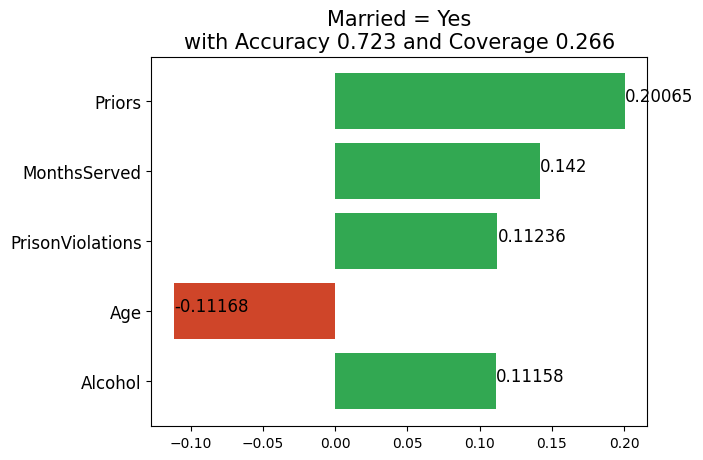 Married = Yes
with Accuracy 0.723 and Coverage 0.266
Priors
0.20065
MonthsServed
0.142
PrisonViolations
0.11236
Age
-0.11168
Alcohol
0.11158
−0.10
−0.05
0.00
0.05
0.10
0.15
0.20